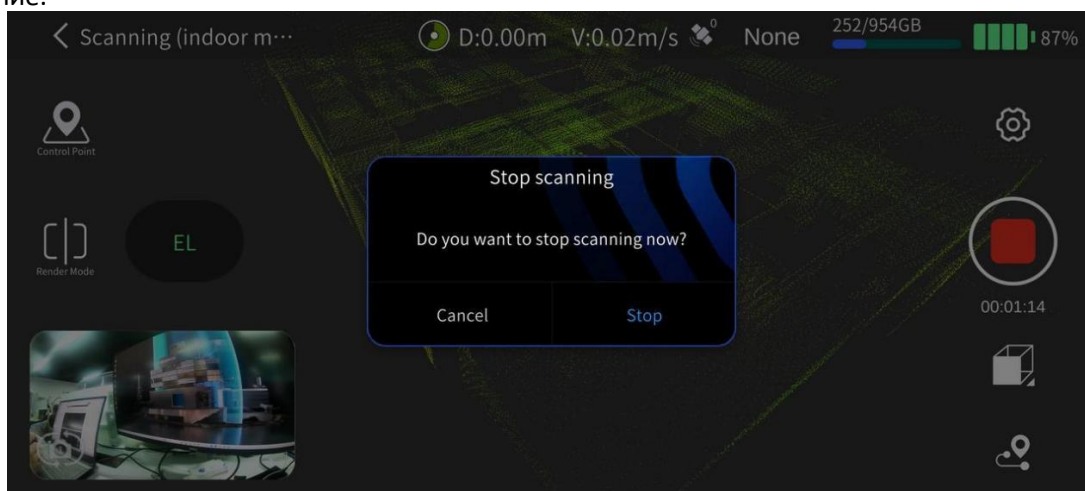 ние.
Scanning (indoor m···
D:0.00m
V:0.02m/s
0
None
252/954GB
87%
Control Point
Render Mode
EL
Stop scanning
Do you want to stop scanning now?
Cancel
Stop
00:01:14